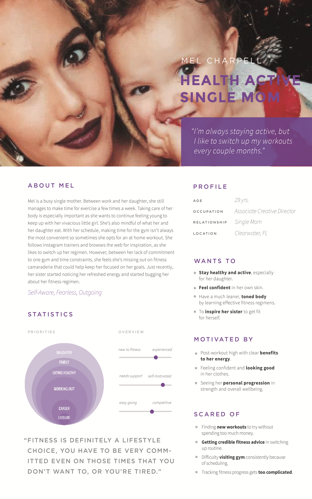 MEL CHARPELL
HEALTH ACTIVE
SINGLE MOM
"I'm always staying active, but
I like to switch up my workouts
every couple months."
ABOUT MEL
Mel is a busy single mother. Between work and her daughter, she still
manages to make time for exercise a few times a week. Taking care of her
body is especially important as she wants to continue feeling young to
keep up with her vivacious little girl. She's also mindful of what her and
her daughter eat. With her schedule, making time for the gym isn't always
the most convenient so sometimes she opts for an at home workout. She
follows Instagram trainers and browses the web for inspiration, as she
likes to switch up her regimen. However, between her lack of commitment
to one gym and time constraints, she feels she's missing out on fitness
camaraderie that could help keep her focused on her goals. Just recently,
her sister started noticing her refreshed energy and started bugging her
about her fitness regimen.
Self-Aware, Fearless, Outgoing
STATISTICS
PRIORITIES
OVERVIEW
DAUGHTER
FAMILY
EATING HEALTHY
WORKING OUT
CAREER
LEISURE
new to fitness experienced
needs support self-motivated
easy going competitive
"FITNESS IS DEFINITELY A LIFESTYLE
CHOICE, YOU HAVE TO BE VERY COMM-
ITTED EVEN ON THOSE TIMES THAT YOU
DON'T WANT TO, OR YOU'RE TIRED."
PROFILE
AGE 29 yrs.
OCCUPATION Associate Creative Director
RELATIONSHIP Single Mom
LOCATION Clearwater, FL
WANTS TO
Stay healthy and active, especially
for her daughter.
Feel confident in her own skin.
Have a much leaner, toned body
by learning effective fitness regimens.
To inspire her sister to get fit
for herself.
MOTIVATED BY
Post workout high with clear benefits
to her energy.
Feeling confident and looking good
in her clothes.
Seeing her personal progression in
strength and overall wellbeing.
SCARED OF
Finding new workouts to try without
spending too much money.
Getting credible fitness advice in switching
up routine.
Difficulty visiting gym consistently because
of scheduling.
Tracking fitness progress gets too complicated.